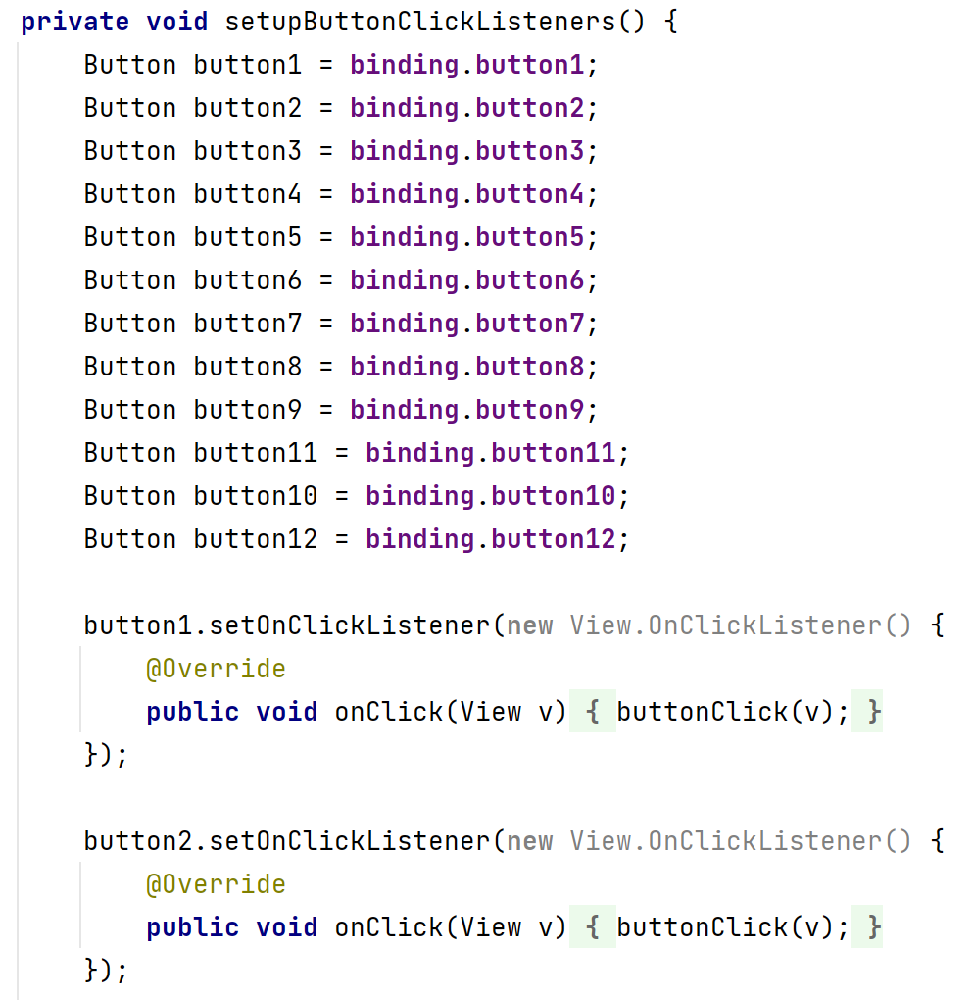 private void setupButtonClickListeners() {
Button button1 = binding.button1;
Button button2 = binding.button2;
Button button3 = binding.button3;
Button button4 = binding.button4;
Button button5 = binding.button5;
Button button6 = binding.button6;
Button button7 = binding.button7;
Button button8 = binding.button8;
Button button9 = binding.button9;
Button button11 = binding.button11;
Button button10 = binding.button10;
Button button12 = binding.button12;
button1.setOnClickListener(new View.OnClickListener() {
@Override
public void onClick(View v) { buttonClick(v); }
});
button2.setOnClickListener(new View.OnClickListener() {
@Override
public void onClick(View v) { buttonClick(v); }
});